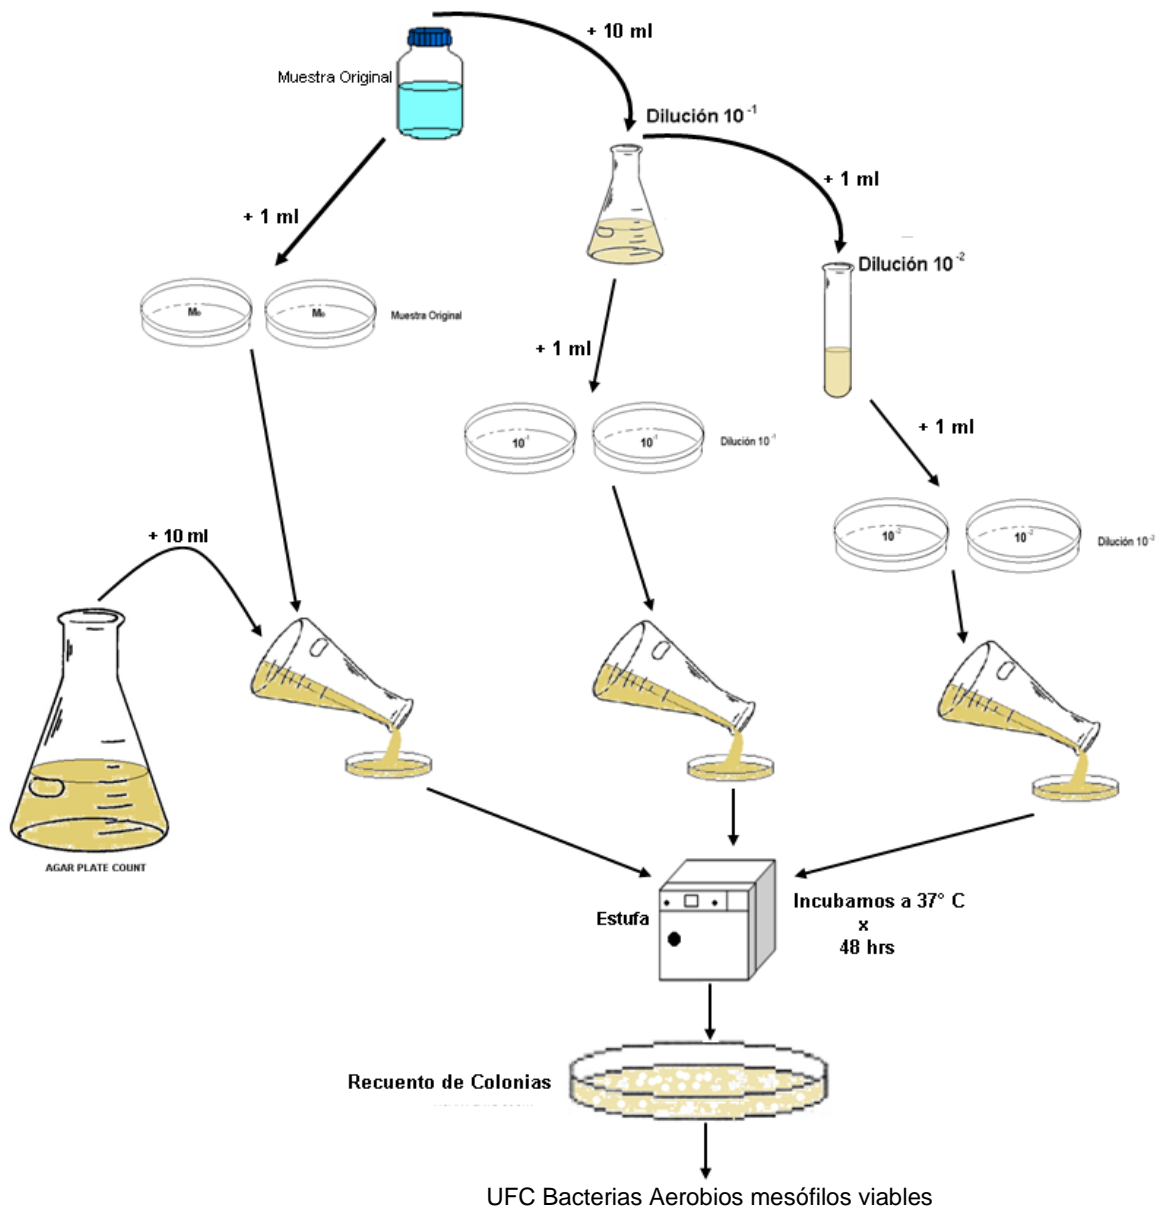 + 10 ml
Muestra Original
Dilución 10⁻¹
+ 1 ml
+ 1 ml
Dilución 10⁻²
Mo
Mo
Muestra Original
+ 1 ml
10⁻¹
10⁻¹
Dilución 10⁻¹
+ 1 ml
10⁻²
10⁻²
Dilución 10⁻²
+ 10 ml
AGAR PLATE COUNT
Estufa
Incubamos a 37° C
x
48 hrs
Recuento de Colonias
UFC Bacterias Aerobios mesófilos viables